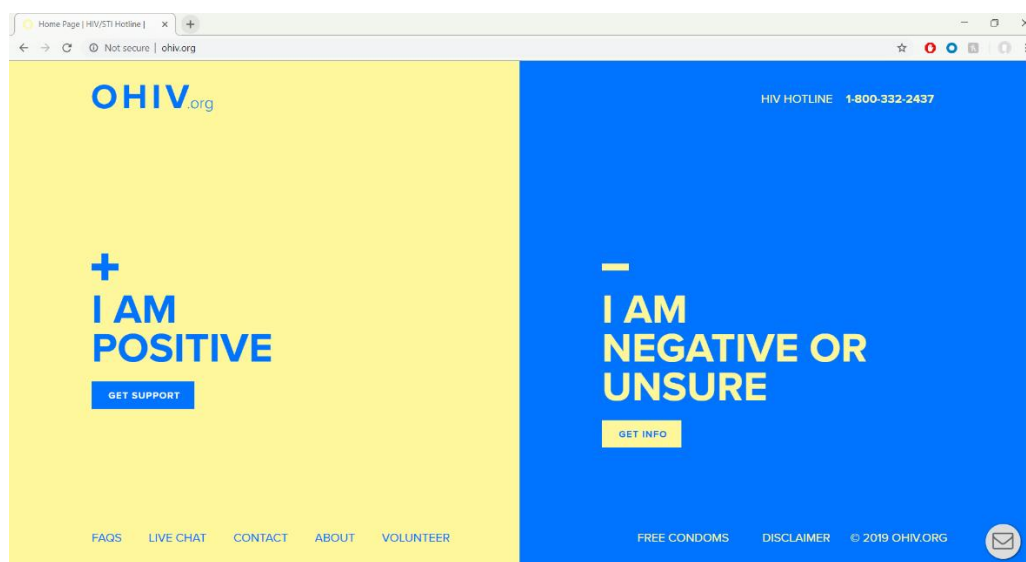 Home Page | HIV/STI Hotline |
Not secure | ohiv.org
OHIV.org
HIV HOTLINE 1-800-332-2437
+
I AM
POSITIVE
GET SUPPORT
–
I AM
NEGATIVE OR
UNSURE
GET INFO
FAQS LIVE CHAT CONTACT ABOUT VOLUNTEER
FREE CONDOMS DISCLAIMER © 2019 OHIV.ORG